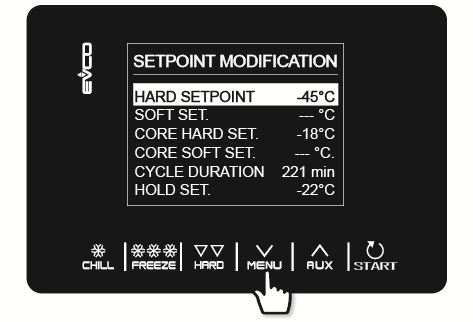 EVCO
SETPOINT MODIFICATION
HARD SETPOINT -45°C
SOFT SET. --- °C
CORE HARD SET. -18°C
CORE SOFT SET. --- °C.
CYCLE DURATION 221 min
HOLD SET. -22°C
CHILL FREEZE HARD MENU AUX START